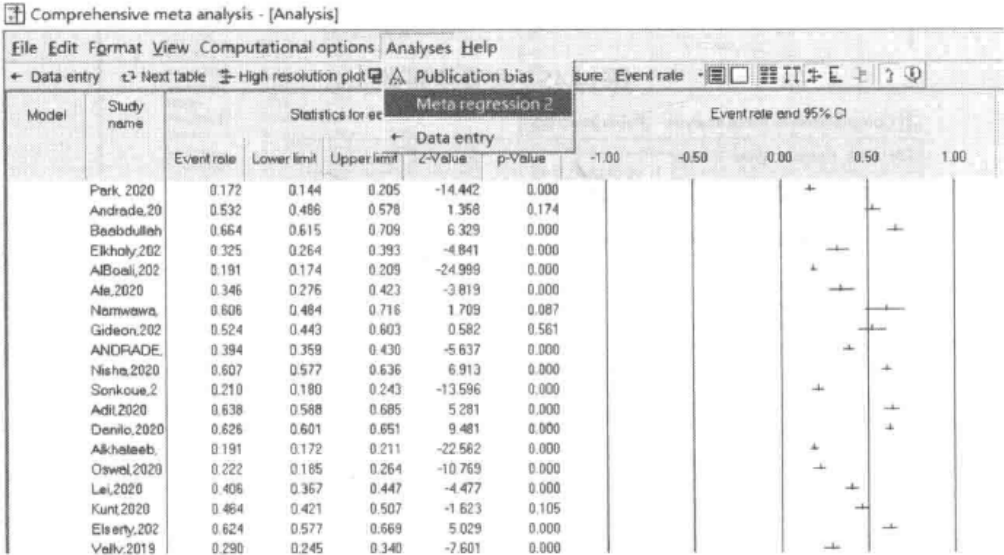 Comprehensive meta analysis - [Analysis]
File Edit Format View Computational options Analyses Help
← Data entry Next table High resolution plot Publication bias sure Event rate
Meta regression 2
← Data entry
Model Study name Statistics for ec Event rate and 95% CI
Event rate Lower limit Upper limit Z-Value p-Value -1.00 -0.50 0.00 0.50 1.00
Park, 2020 0.172 0.144 0.205 -14.442 0.000
Andrade,20 0.532 0.486 0.578 1.358 0.174
Baabdullah 0.664 0.615 0.709 6.329 0.000
Elkholy,202 0.325 0.264 0.393 -4.841 0.000
AlBoali,202 0.191 0.174 0.209 -24.999 0.000
Ate,2020 0.346 0.276 0.423 -3.819 0.000
Namwawa, 0.606 0.484 0.716 1.709 0.087
Gideon,202 0.524 0.443 0.603 0.582 0.561
ANDRADE, 0.394 0.359 0.430 -5.637 0.000
Nisha,2020 0.607 0.577 0.636 6.913 0.000
Sonkoue,2 0.210 0.180 0.243 -13.596 0.000
Adil,2020 0.638 0.588 0.685 5.281 0.000
Danilo,2020 0.626 0.601 0.651 9.481 0.000
Alkhateeb, 0.191 0.172 0.211 -22.562 0.000
Oswal,2020 0.222 0.185 0.264 -10.769 0.000
Lei,2020 0.406 0.367 0.447 -4.477 0.000
Kunt,2020 0.464 0.421 0.507 -1.623 0.105
Elserty,202 0.624 0.577 0.669 5.029 0.000
Vally,2019 0.290 0.245 0.340 -7.601 0.000